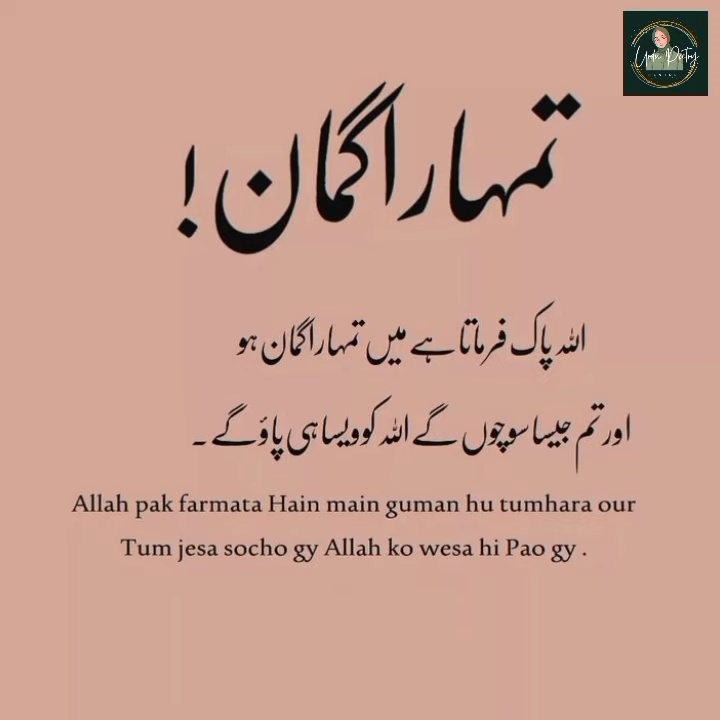 Urdu Poetry
تمہارا گمان !
اللہ پاک فرماتا ہے میں تمہارا گمان ہو
اور تم جیسا سوچوں گے اللہ کو ویسا ہی پاؤ گے ۔
Allah pak farmata Hain main guman hu tumhara our
Tum jesa socho gy Allah ko wesa hi Pao gy .